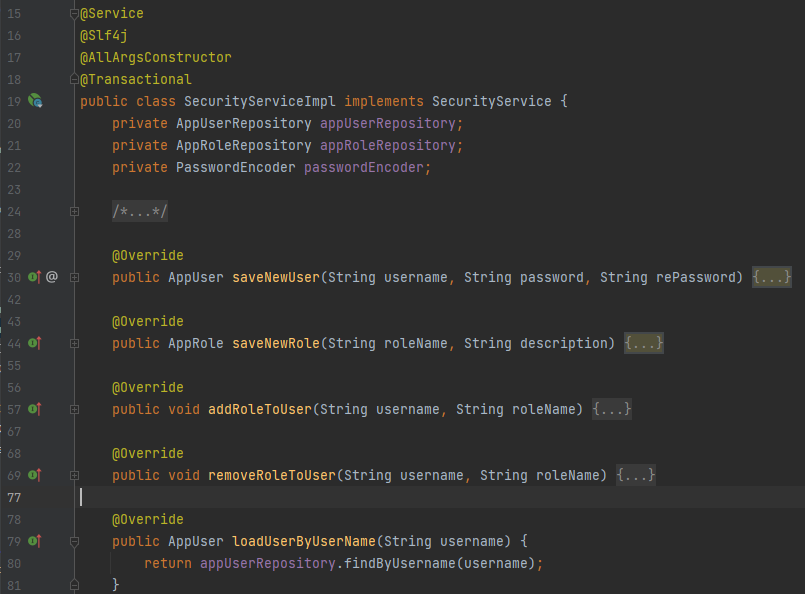 15 @Service
16 @Slf4j
17 @AllArgsConstructor
18 @Transactional
19 public class SecurityServiceImpl implements SecurityService {
20 private AppUserRepository appUserRepository;
21 private AppRoleRepository appRoleRepository;
22 private PasswordEncoder passwordEncoder;
23
24 /*...*/
28
29 @Override
30 @ public AppUser saveNewUser(String username, String password, String rePassword) {...}
42
43 @Override
44 public AppRole saveNewRole(String roleName, String description) {...}
55
56 @Override
57 public void addRoleToUser(String username, String roleName) {...}
67
68 @Override
69 public void removeRoleToUser(String username, String roleName) {...}
77
78 @Override
79 public AppUser loadUserByUserName(String username) {
80 return appUserRepository.findByUsername(username);
81 }